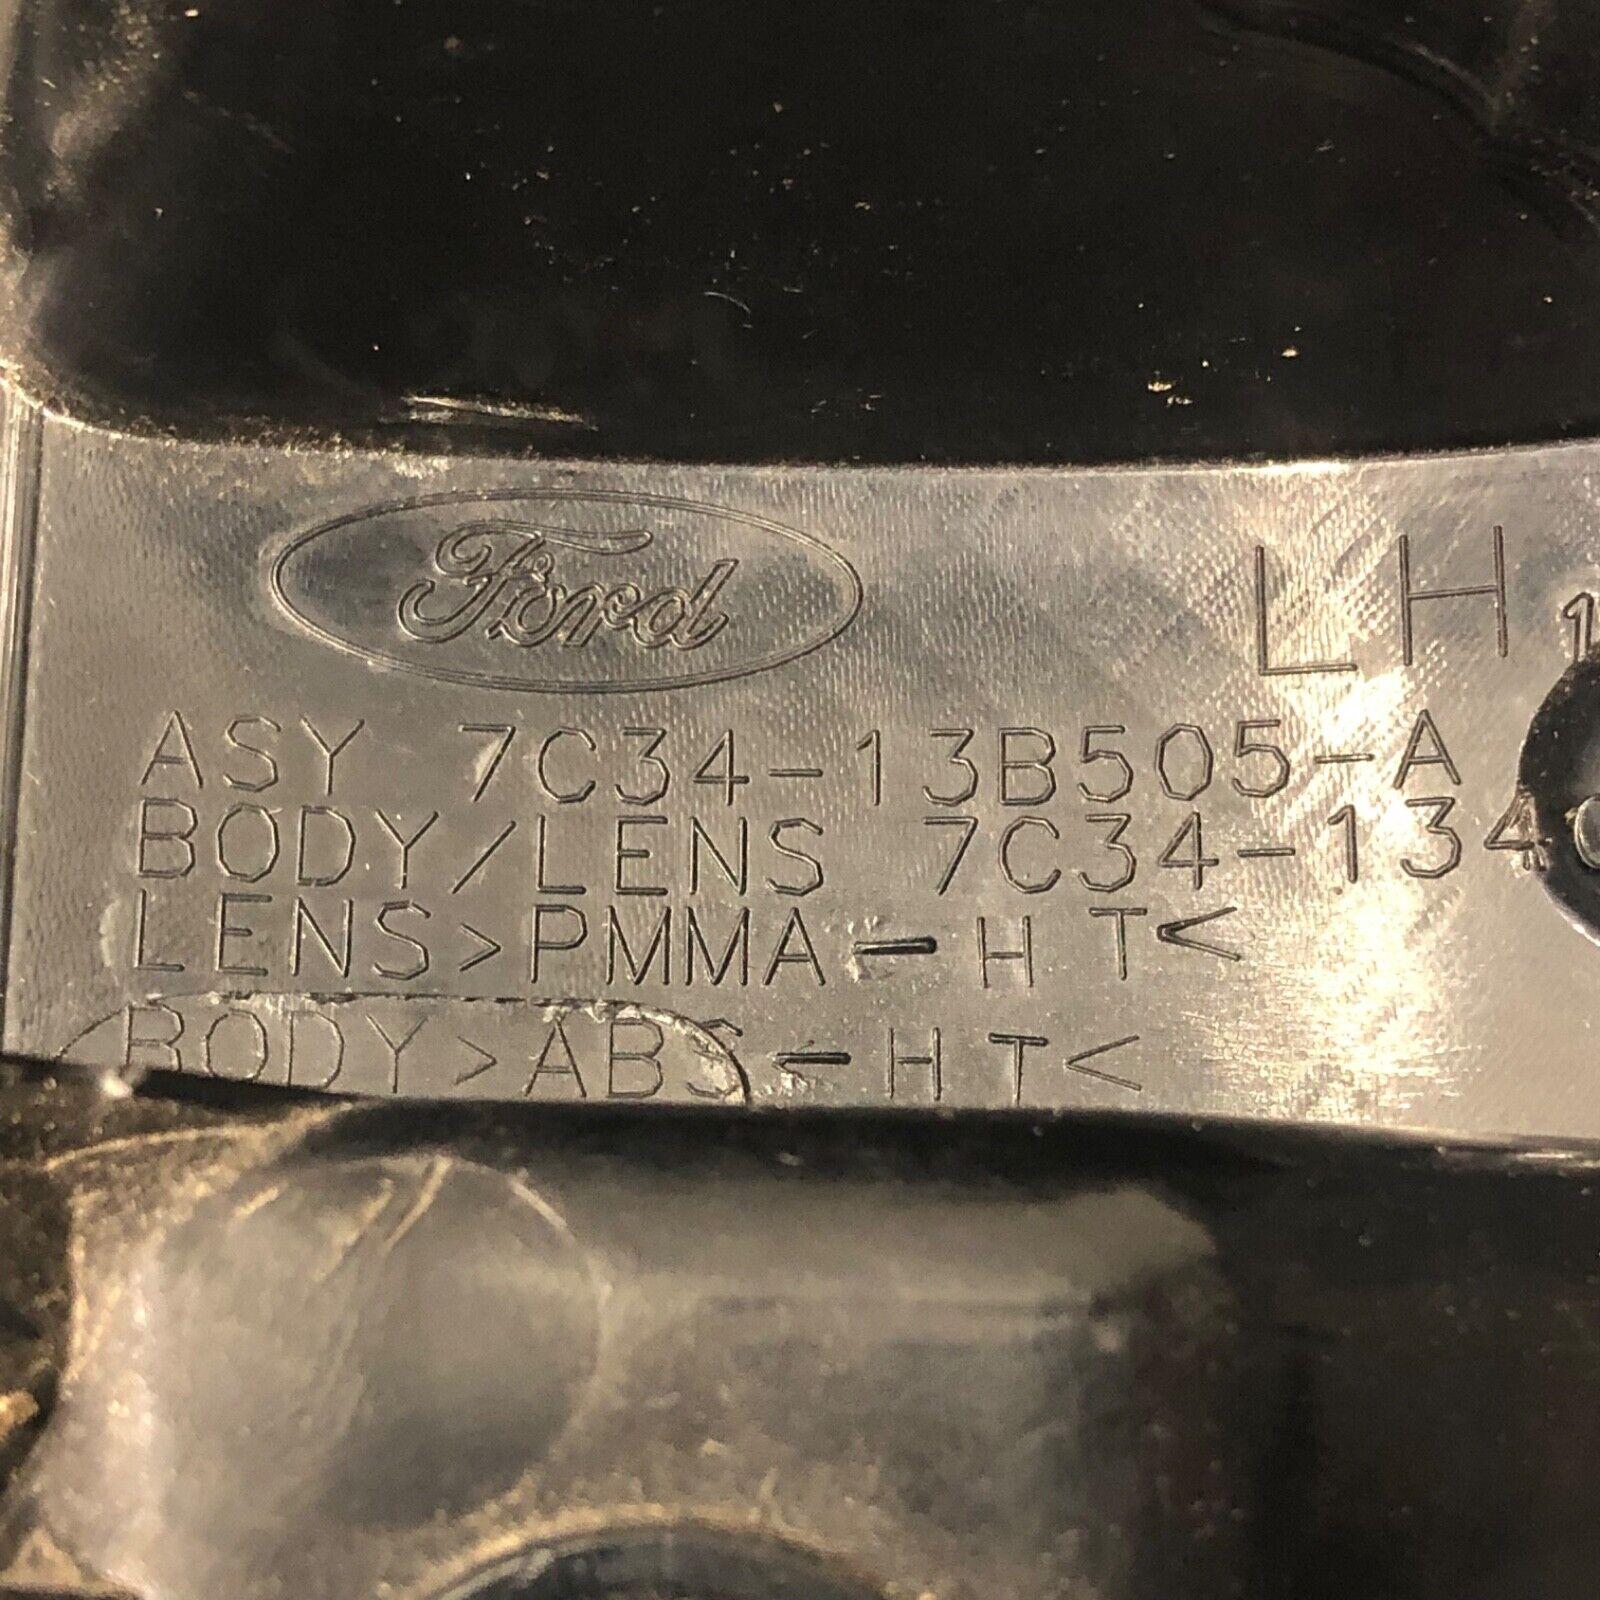 Ford
LH
ASY 7C34-13B505-A
BODY/LENS 7C34-134
LENS>PMMA-HT<
BODY>ABS-HT<